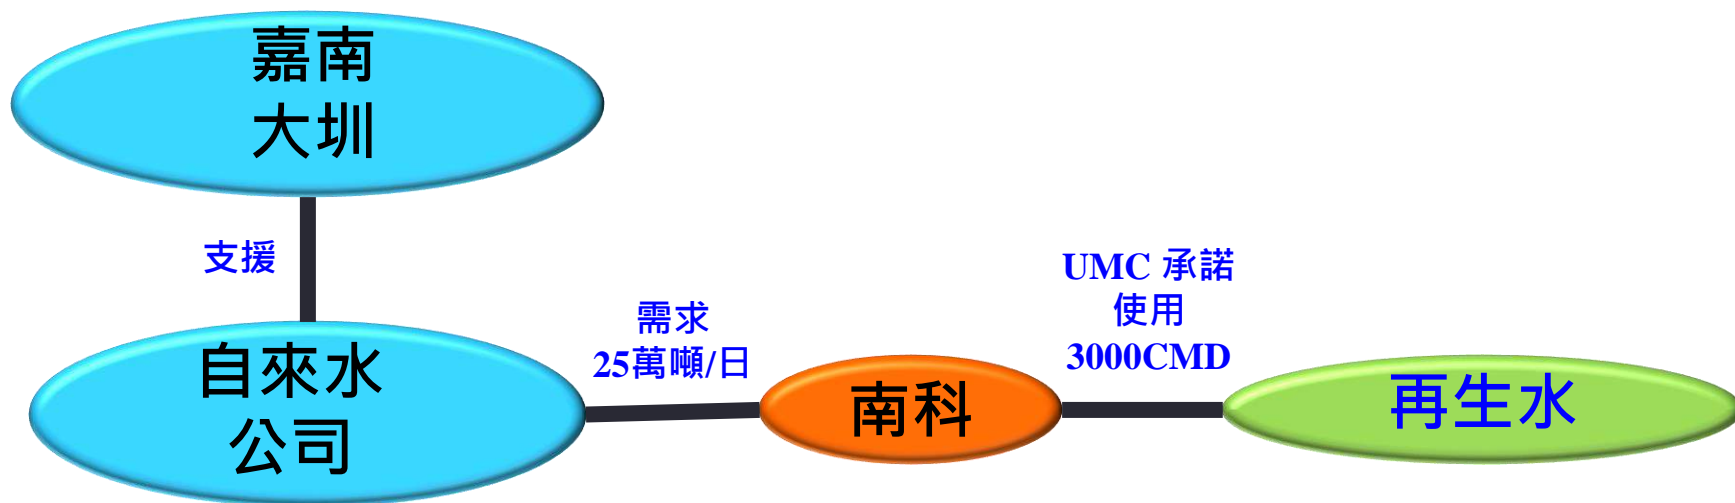 嘉南
大圳
支援
自來水
公司
需求
25萬噸/日
南科
UMC 承諾
使用
3000CMD
再生水